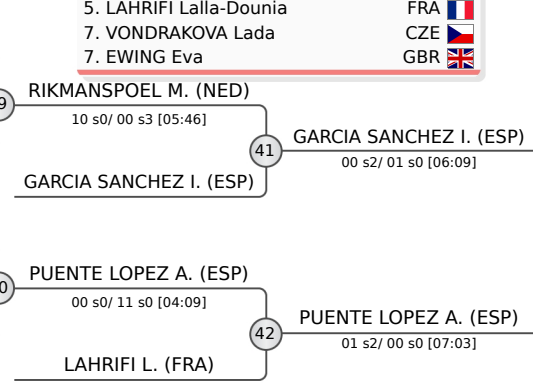 5. LAHRIFI Lalla-Dounia FRA
7. VONDRAKOVA Lada CZE
7. EWING Eva GBR
9 RIKMANSPOEL M. (NED)
10 s0/ 00 s3 [05:46]
41 GARCIA SANCHEZ I. (ESP)
00 s2/ 01 s0 [06:09]
GARCIA SANCHEZ I. (ESP)
0 PUENTE LOPEZ A. (ESP)
00 s0/ 11 s0 [04:09]
42 PUENTE LOPEZ A. (ESP)
01 s2/ 00 s0 [07:03]
LAHRIFI L. (FRA)